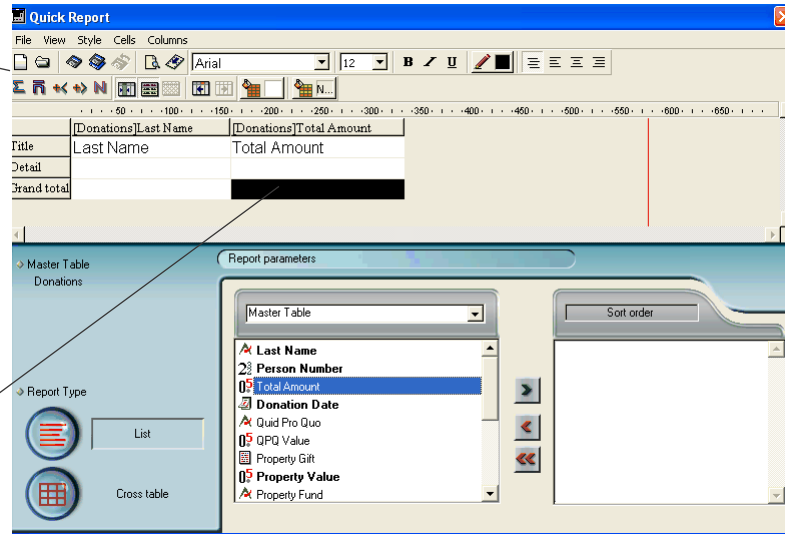 Quick Report
File View Style Cells Columns
Arial 12 B I U
N...
50 100 150 200 250 300 350 400 450 500 550 600 650
[Donations]Last Name [Donations]Total Amount
Title Last Name Total Amount
Detail
Grand total
Master Table
Donations
Report parameters
Master Table
Sort order
Last Name
Person Number
Total Amount
Donation Date
Quid Pro Quo
QPQ Value
Property Gift
Property Value
Property Fund
Report Type
List
Cross table